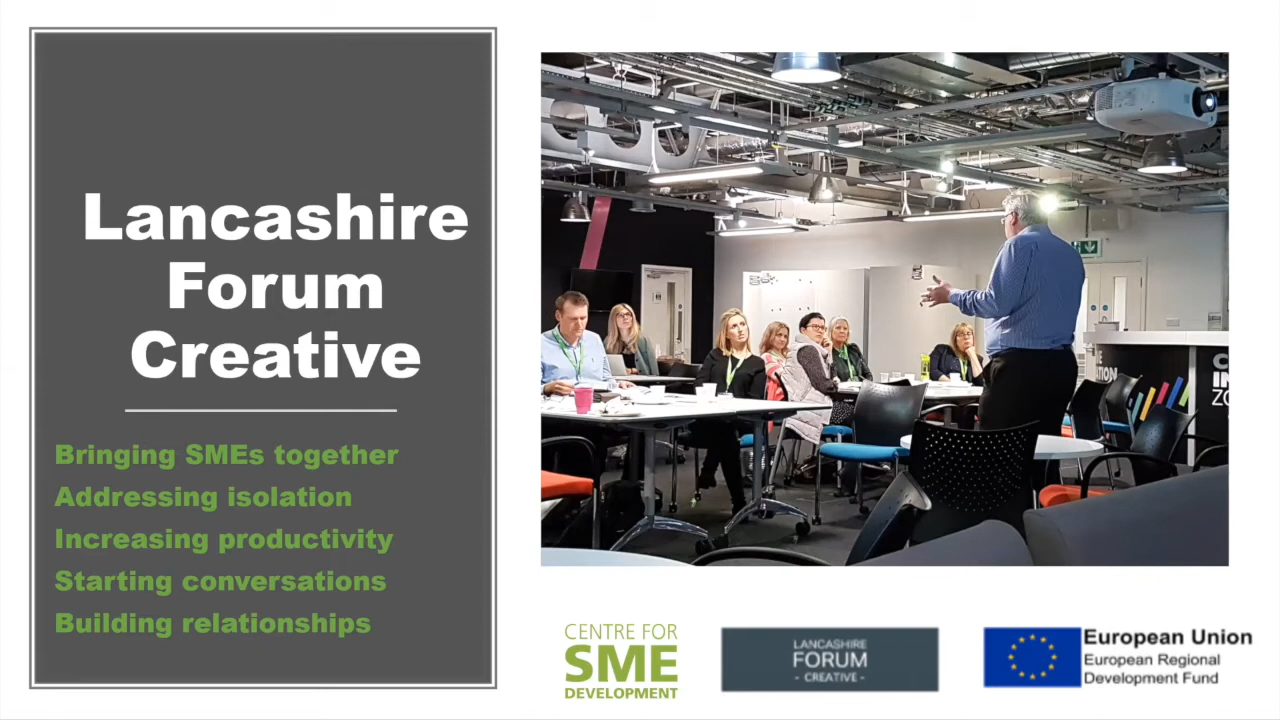 Lancashire
Forum
Creative
Bringing SMEs together
Addressing isolation
Increasing productivity
Starting conversations
Building relationships
CENTRE FOR
SME
DEVELOPMENT
LANCASHIRE
FORUM
- CREATIVE -
European Union
European Regional
Development Fund